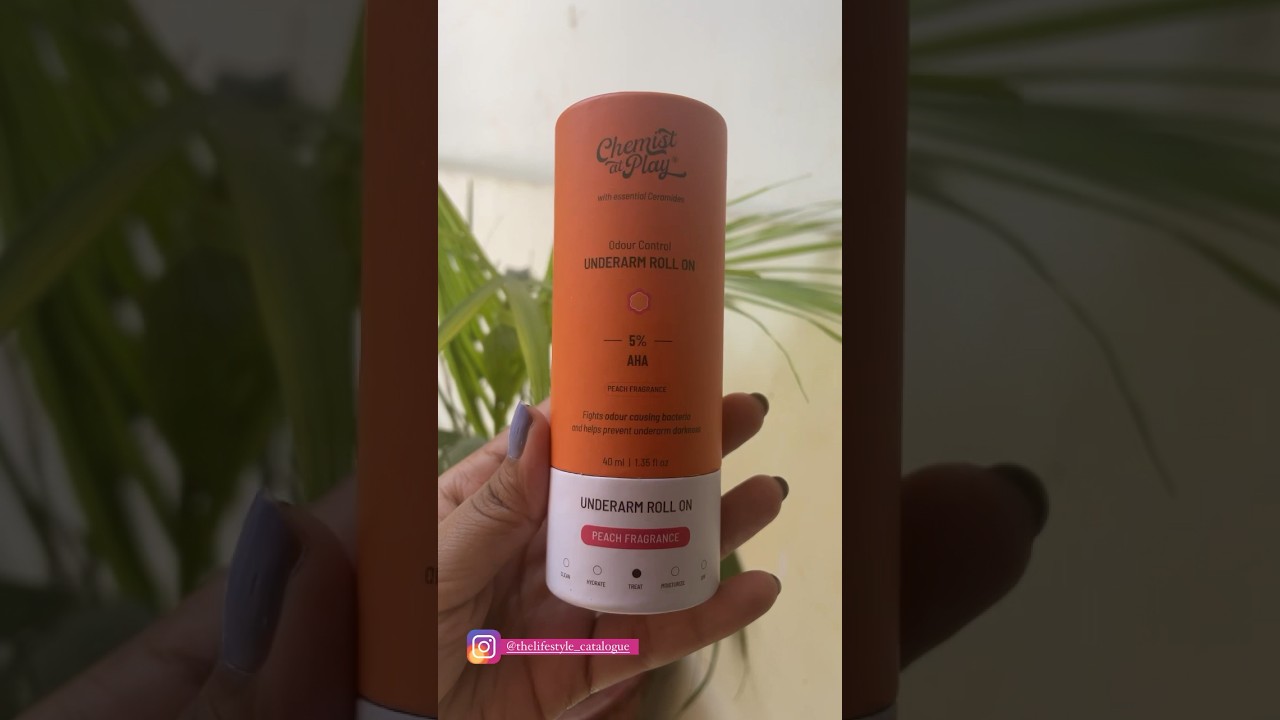 Chemist
at Play®
with essential Ceramides
Odour Control
UNDERARM ROLL ON
5%
AHA
PEACH FRAGRANCE
Fights odour causing bacteria
and helps prevent underarm darkness
40 ml | 1.35 fl oz
UNDERARM ROLL ON
PEACH FRAGRANCE
CLEAN HYDRATE TREAT MOISTURIZE
@thelifestyle_catalogue